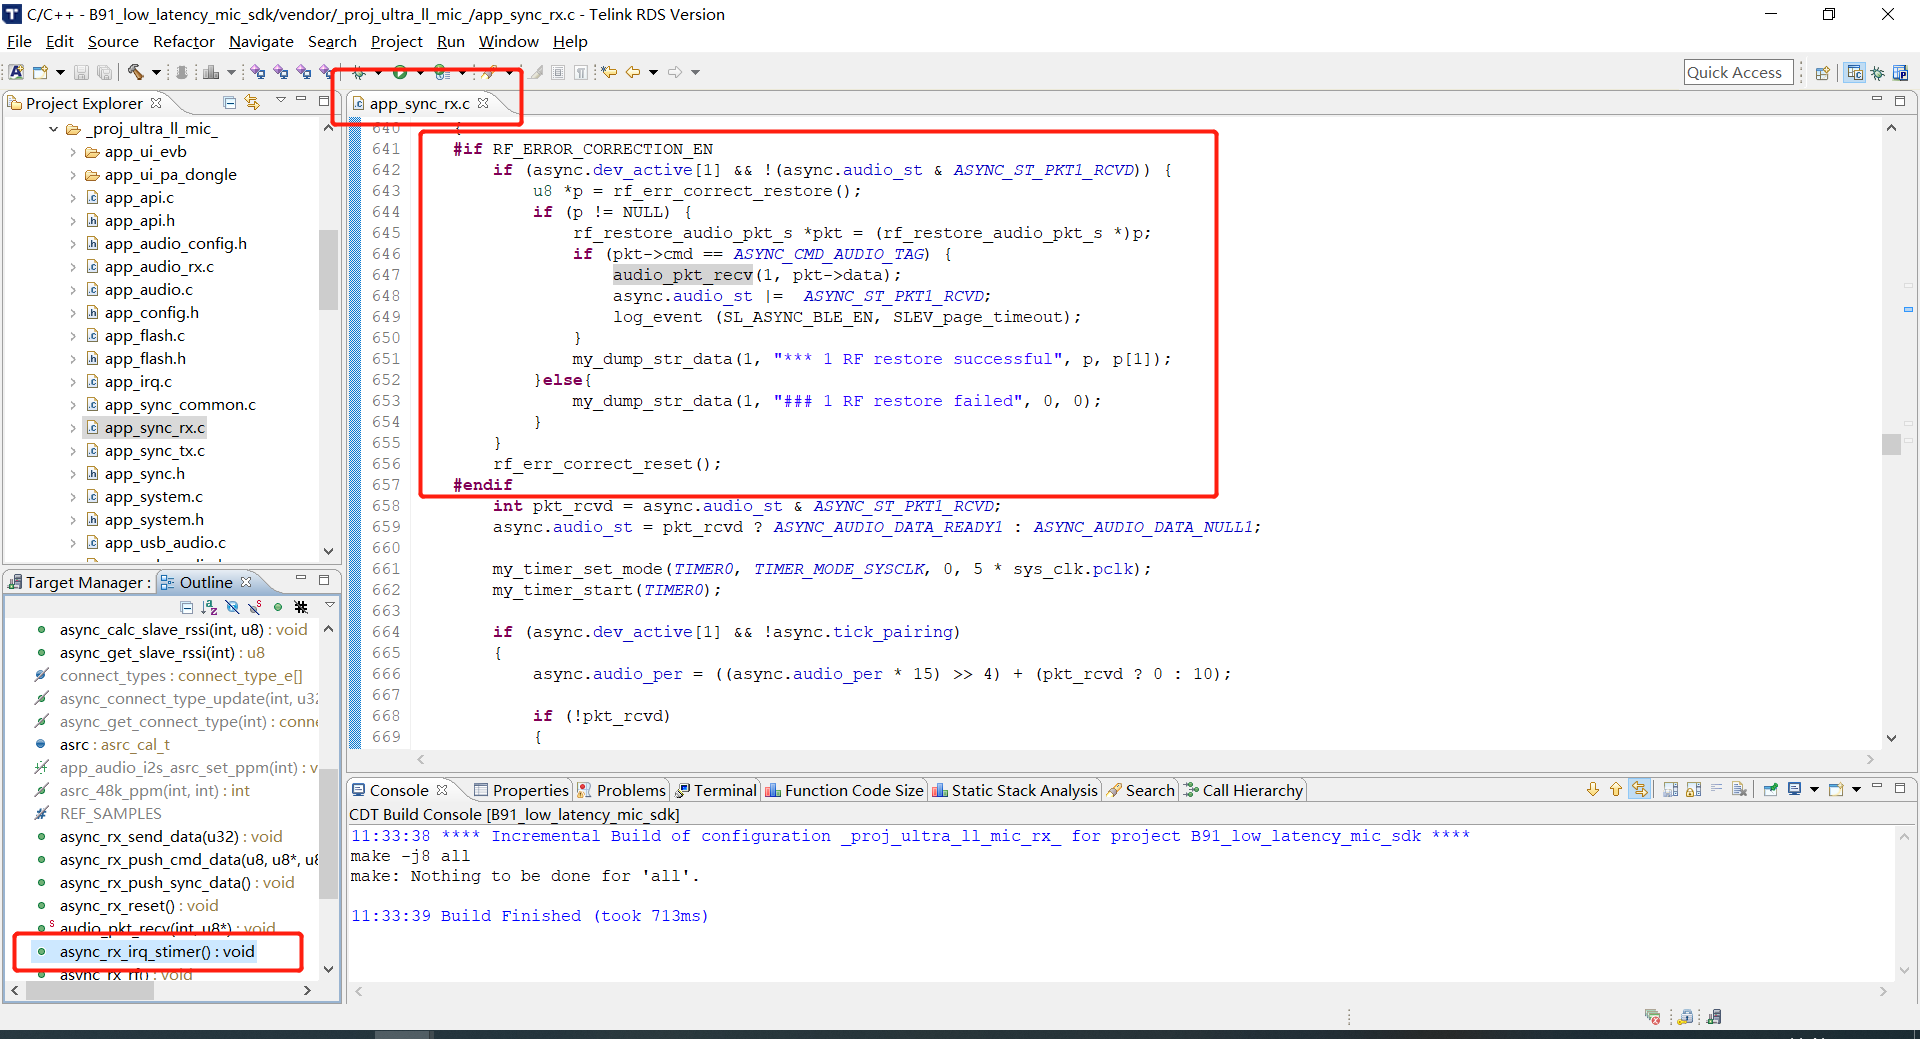 C/C++ - B91_low_latency_mic_sdk/vendor/_proj_ultra_ll_mic_/app_sync_rx.c - Telink RDS Version
File Edit Source Refactor Navigate Search Project Run Window Help
Quick Access
Project Explorer
_proj_ultra_ll_mic_
app_ui_evb
app_ui_pa_dongle
app_api.c
app_api.h
app_audio_config.h
app_audio_rx.c
app_audio.c
app_config.h
app_flash.c
app_flash.h
app_irq.c
app_sync_common.c
app_sync_rx.c
app_sync_tx.c
app_sync.h
app_system.c
app_system.h
app_usb_audio.c
Target Manager : Outline
async_calc_slave_rssi(int, u8) : void
async_get_slave_rssi(int) : u8
connect_types : connect_type_e[]
async_connect_type_update(int, u32
async_get_connect_type(int) : conne
asrc : asrc_cal_t
app_audio_i2s_asrc_set_ppm(int) : v
asrc_48k_ppm(int, int) : int
REF_SAMPLES
async_rx_send_data(u32) : void
async_rx_push_cmd_data(u8, u8*, u8
async_rx_push_sync_data() : void
async_rx_reset() : void
audio_pkt_recv(int, u8*) : void
async_rx_irq_stimer() : void
async_rx_rf() : void
app_sync_rx.c
640 {
641 #if RF_ERROR_CORRECTION_EN
642 if (async.dev_active[1] && !(async.audio_st & ASYNC_ST_PKT1_RCVD)) {
643 u8 *p = rf_err_correct_restore();
644 if (p != NULL) {
645 rf_restore_audio_pkt_s *pkt = (rf_restore_audio_pkt_s *)p;
646 if (pkt->cmd == ASYNC_CMD_AUDIO_TAG) {
647 audio_pkt_recv(1, pkt->data);
648 async.audio_st |= ASYNC_ST_PKT1_RCVD;
649 log_event (SL_ASYNC_BLE_EN, SLEV_page_timeout);
650 }
651 my_dump_str_data(1, "*** 1 RF restore successful", p, p[1]);
652 }else{
653 my_dump_str_data(1, "### 1 RF restore failed", 0, 0);
654 }
655 }
656 rf_err_correct_reset();
657 #endif
658 int pkt_rcvd = async.audio_st & ASYNC_ST_PKT1_RCVD;
659 async.audio_st = pkt_rcvd ? ASYNC_AUDIO_DATA_READY1 : ASYNC_AUDIO_DATA_NULL1;
660
661 my_timer_set_mode(TIMER0, TIMER_MODE_SYSCLK, 0, 5 * sys_clk.pclk);
662 my_timer_start(TIMER0);
663
664 if (async.dev_active[1] && !async.tick_pairing)
665 {
666 async.audio_per = ((async.audio_per * 15) >> 4) + (pkt_rcvd ? 0 : 10);
667
668 if (!pkt_rcvd)
669 {
Console Properties Problems Terminal Function Code Size Static Stack Analysis Search Call Hierarchy
CDT Build Console [B91_low_latency_mic_sdk]
11:33:38 **** Incremental Build of configuration _proj_ultra_ll_mic_rx_ for project B91_low_latency_mic_sdk ****
make -j8 all
make: Nothing to be done for 'all'.
11:33:39 Build Finished (took 713ms)